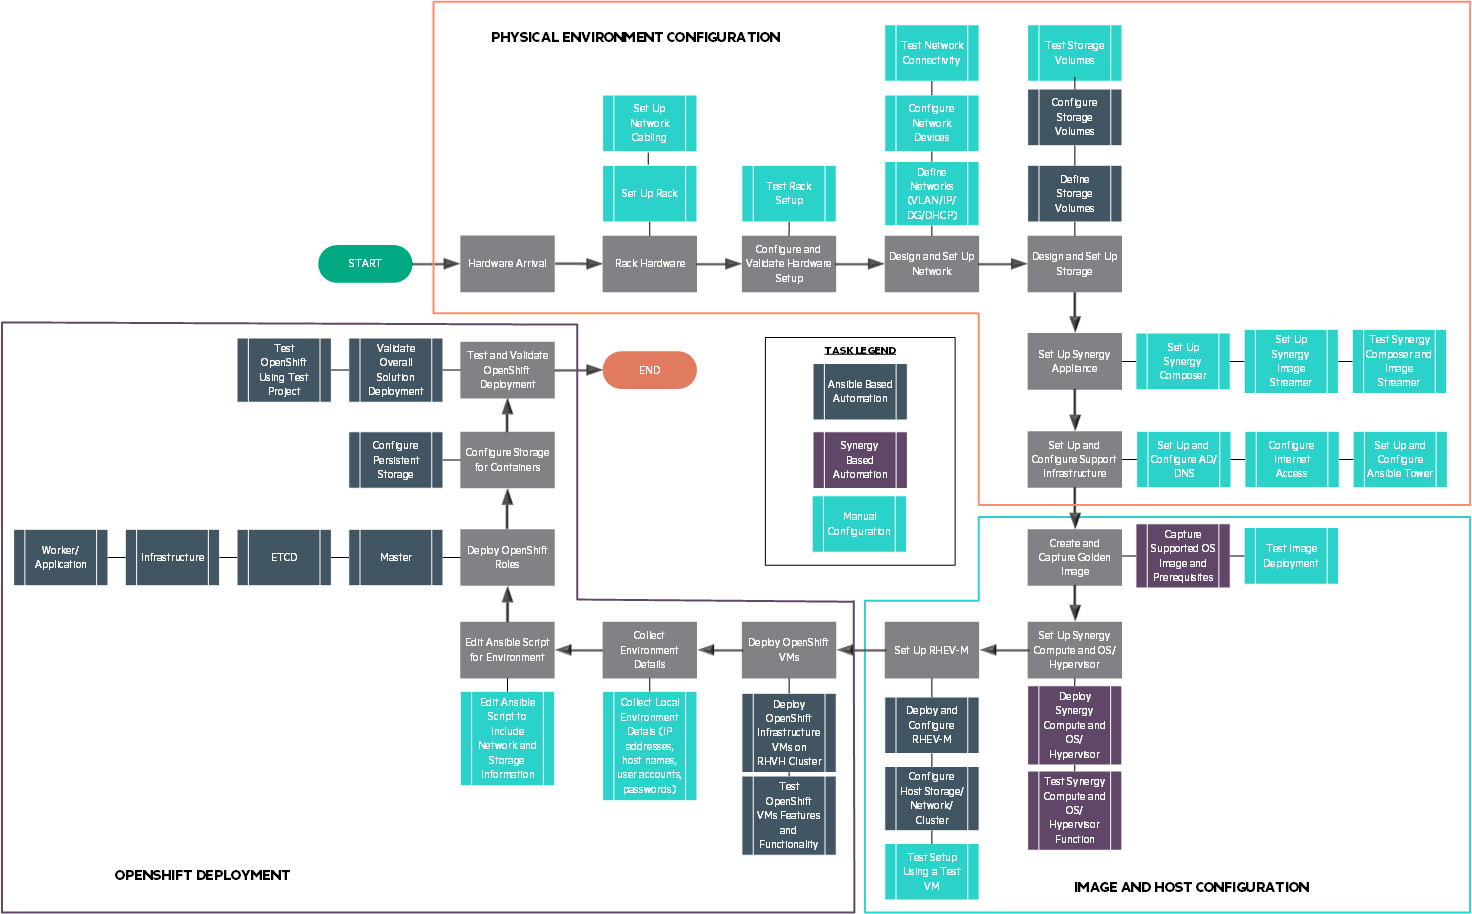 PHYSICAL ENVIRONMENT CONFIGURATION
Test Network
Connectivity
Test Storage
Volumes
Set Up
Network
Cabling
Configure
Network
Devices
Configure
Storage
Volumes
Set Up Rack
Test Rack
Setup
Define
Networks
(VLAN/IP/
DG/DHCP)
Define
Storage
Volumes
START
Hardware Arrival
Rack Hardware
Configure and
Validate Hardware
Setup
Design and Set Up
Network
Design and Set Up
Storage
Set Up Synergy
Appliance
Set Up
Synergy
Composer
Set Up
Synergy
Image
Streamer
Test Synergy
Composer and
Image
Streamer
Set Up and
Configure Support
Infrastructure
Set Up and
Configure AD/
DNS
Configure
Internet
Access
Set Up and
Configure
Ansible Tower
TASK LEGEND
Ansible Based
Automation
Synergy
Based
Automation
Manual
Configuration
Test
OpenShift
Using Test
Project
Validate
Overall
Solution
Deployment
Test and Validate
OpenShift
Deployment
END
Configure
Persistent
Storage
Configure Storage
for Containers
Worker/
Application
Infrastructure
ETCD
Master
Deploy OpenShift
Roles
Create and
Capture Golden
Image
Capture
Supported OS
Image and
Prerequisites
Test Image
Deployment
Edit Ansible Script
for Environment
Collect
Environment
Details
Deploy OpenShift
VMs
Set Up RHEV-M
Set Up Synergy
Compute and OS/
Hypervisor
Edit Ansible
Script to
Include
Network and
Storage
Information
Collect Local
Environment
Detals (IP
addresses,
host names,
user accounts,
passwords)
Deploy
OpenShift
Infrastructure
VMs on
RHVH Cluster
Deploy and
Configure
RHEV-M
Deploy
Synergy
Compute and
OS/
Hypervisor
Test
OpenShift
VMs Features
and
Functionality
Configure
Host Storage/
Network/
Cluster
Test Synergy
Compute and
OS/
Hypervisor
Function
Test Setup
Using a Test
VM
OPENSHIFT DEPLOYMENT
IMAGE AND HOST CONFIGURATION